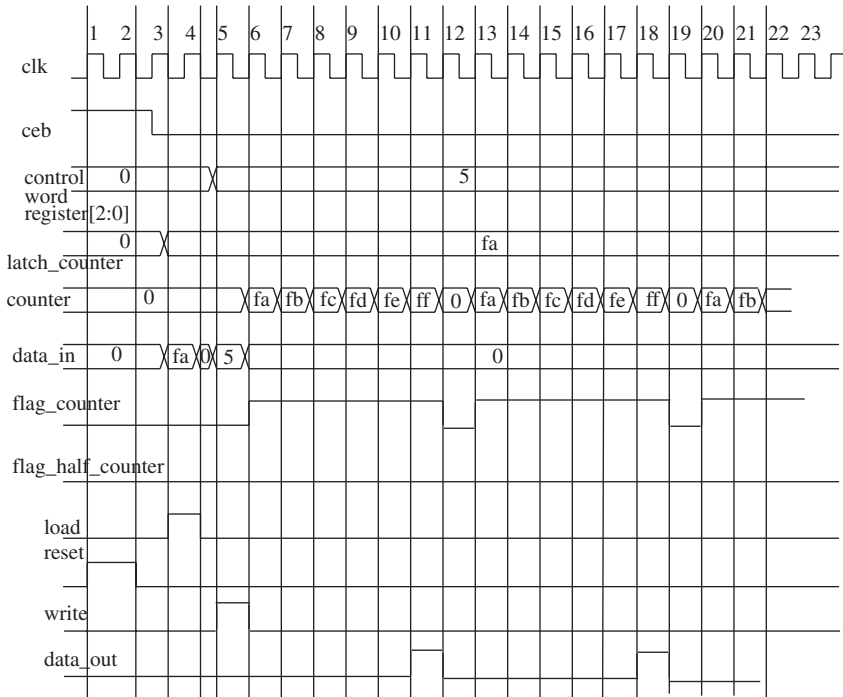 1 2 3 4 5 6 7 8 9 10 11 12 13 14 15 16 17 18 19 20 21 22 23
clk
ceb
control 0 5
word
register[2:0]
0 fa
latch_counter
counter 0 fa fb fc fd fe ff 0 fa fb fc fd fe ff 0 fa fb
data_in 0 fa 0 5 0
flag_counter
flag_half_counter
load
reset
write
data_out